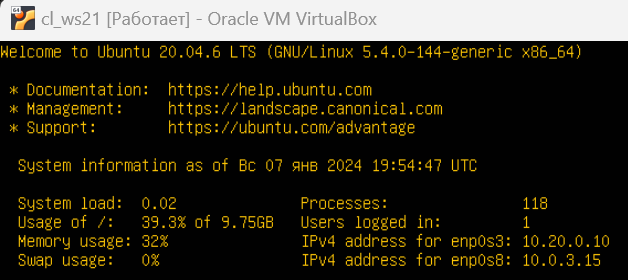 cl_ws21 [Работает] - Oracle VM VirtualBox
Welcome to Ubuntu 20.04.6 LTS (GNU/Linux 5.4.0-144-generic x86_64)
* Documentation: https://help.ubuntu.com
* Management: https://landscape.canonical.com
* Support: https://ubuntu.com/advantage
System information as of Вс 07 янв 2024 19:54:47 UTC
System load: 0.02 Processes: 118
Usage of /: 39.3% of 9.75GB Users logged in: 1
Memory usage: 32% IPv4 address for enp0s3: 10.20.0.10
Swap usage: 0% IPv4 address for enp0s8: 10.0.3.15